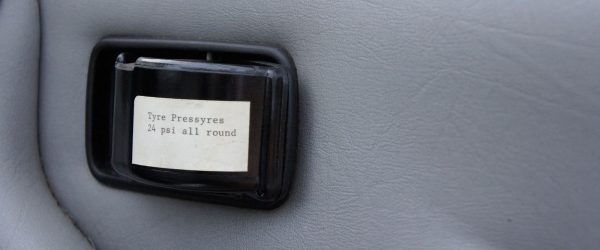 Tyre Pressyres
24 psi all round